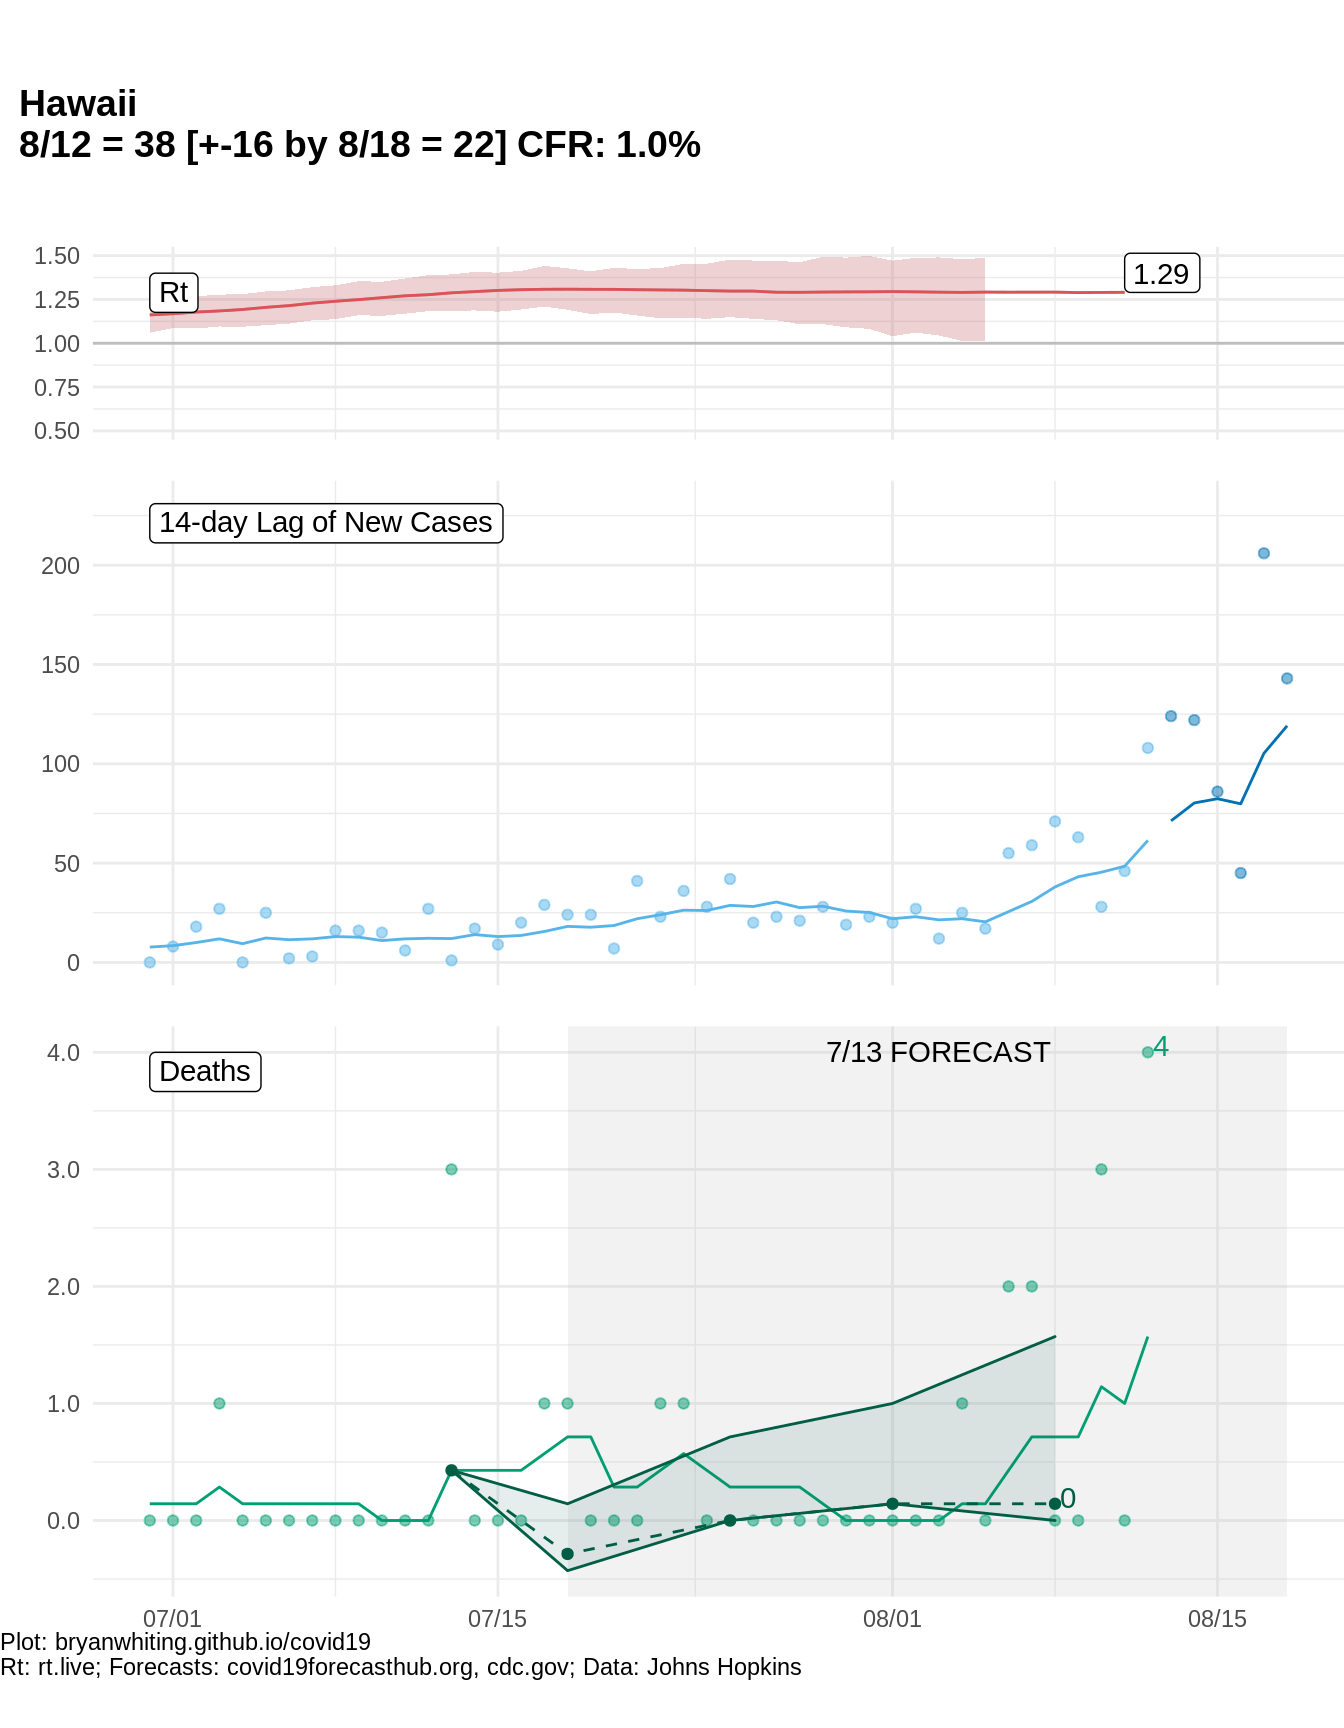 Hawaii
8/12 = 38 [+-16 by 8/18 = 22] CFR: 1.0%
1.50
1.25
1.00
0.75
0.50
Rt
1.29
14-day Lag of New Cases
200
150
100
50
0
Deaths
7/13 FORECAST
4
4.0
3.0
2.0
1.0
0.0
0
07/01
07/15
08/01
08/15
Plot: bryanwhiting.github.io/covid19
Rt: rt.live; Forecasts: covid19forecasthub.org, cdc.gov; Data: Johns Hopkins